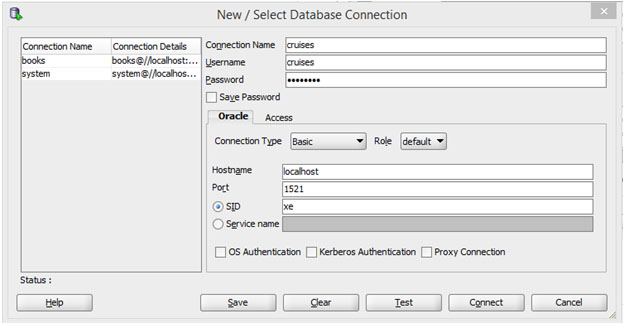 New / Select Database Connection
Connection Name Connection Details
books books@//localhost:...
system system@//localhos...
Connection Name cruises
Username cruises
Password ••••••••
Save Password
Oracle Access
Connection Type Basic Role default
Hostname localhost
Port 1521
SID xe
Service name
OS Authentication Kerberos Authentication Proxy Connection
Status :
Help Save Clear Test Connect Cancel